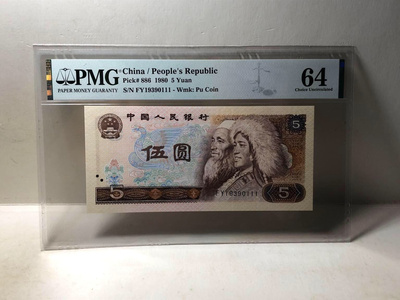 PMG
PAPER MONEY GUARANTY
China / People's Republic
Pick# 886 1980 5 Yuan
S/N FY19390111 - Wmk: Pu Coin
64
Choice Uncirculated
中国人民银行
5
伍圆
5
5
FY19390111